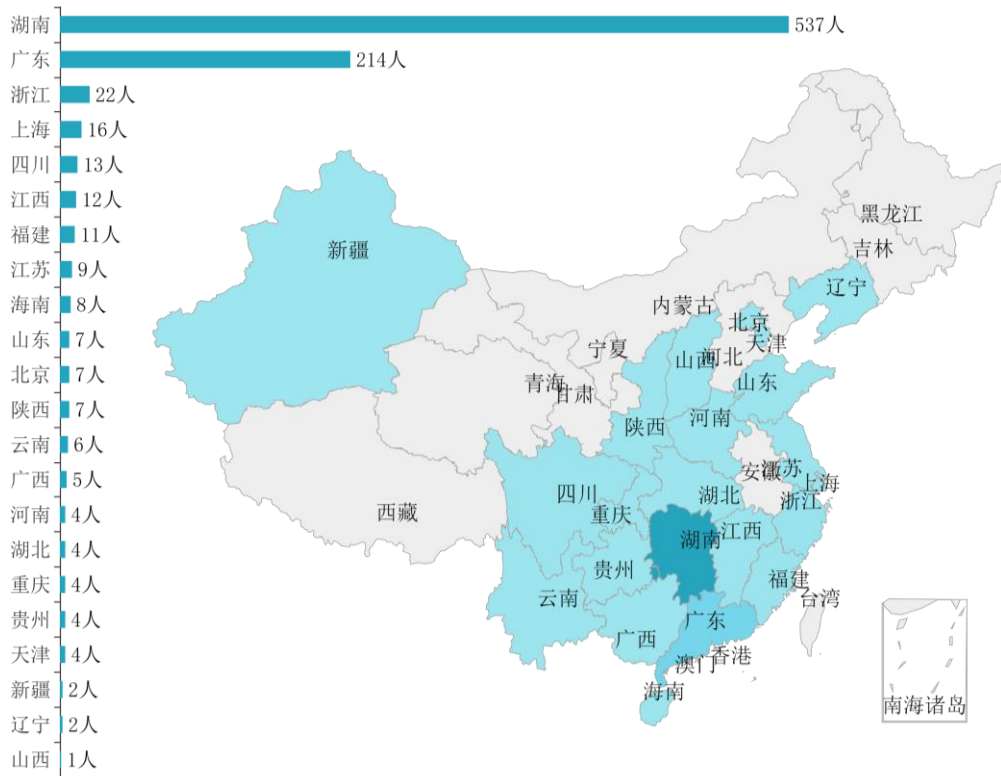 湖南 537人
广东 214人
浙江 22人
上海 16人
四川 13人
江西 12人
福建 11人
江苏 9人
海南 8人
山东 7人
北京 7人
陕西 7人
云南 6人
广西 5人
河南 4人
湖北 4人
重庆 4人
贵州 4人
天津 4人
新疆 2人
辽宁 2人
山西 1人
黑龙江
吉林
新疆
辽宁
内蒙古
北京
天津
宁夏
山西
河北
青海
甘肃
山东
河南
陕西
安徽
江苏
上海
四川
湖北
浙江
重庆
西藏
湖南
江西
贵州
福建
云南
台湾
广东
广西
香港
澳门
海南
南海诸岛